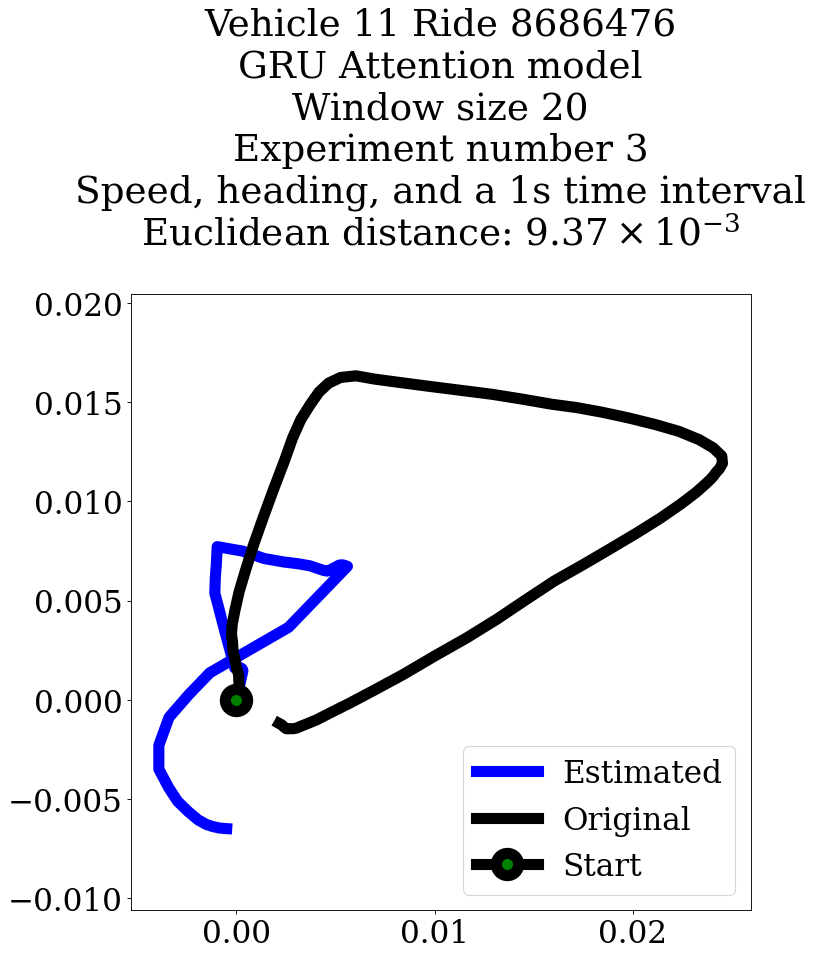 Vehicle 11 Ride 8686476
GRU Attention model
Window size 20
Experiment number 3
Speed, heading, and a 1s time interval
Euclidean distance: 9.37 × 10⁻³
0.020
0.015
0.010
0.005
0.000
−0.005
−0.010
Estimated
Original
Start
0.00 0.01 0.02